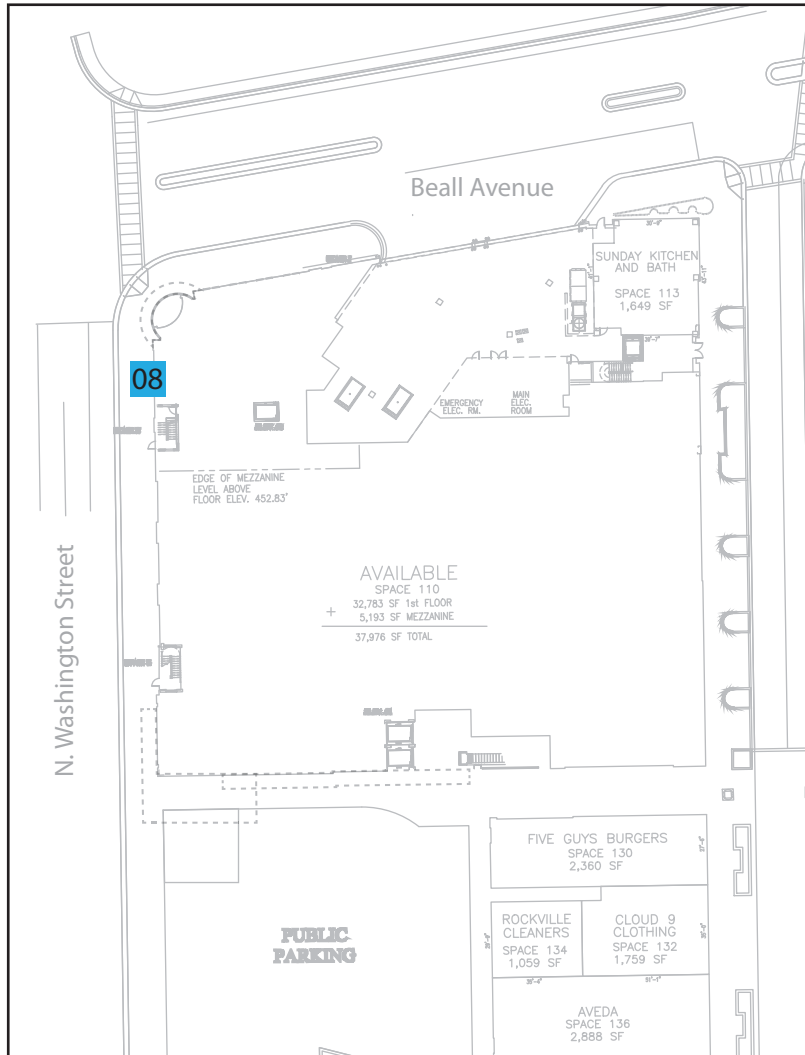 Beall Avenue
SUNDAY KITCHEN
AND BATH
SPACE 113
1,649 SF
08
EMERGENCY
ELEC. RM.
MAIN
ELEC.
ROOM
EDGE OF MEZZANINE
LEVEL ABOVE
FLOOR ELEV. 452.83'
N. Washington Street
AVAILABLE
SPACE 110
32,783 SF 1st FLOOR
+ 5,193 SF MEZZANINE
37,976 SF TOTAL
FIVE GUYS BURGERS
SPACE 130
2,360 SF
ROCKVILLE
CLEANERS
SPACE 134
1,059 SF
CLOUD 9
CLOTHING
SPACE 132
1,759 SF
PUBLIC
PARKING
AVEDA
SPACE 136
2,888 SF